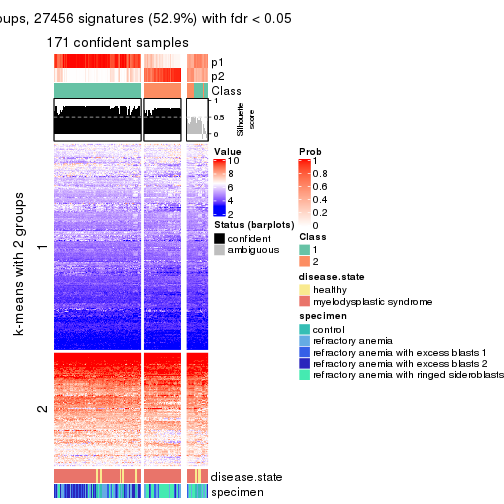 oups, 27456 signatures (52.9%) with fdr < 0.05
171 confident samples
p1
p2
Class
1
0.5
0
Silhouette
score
k-means with 2 groups
1
2
Value
10
8
6
4
2
Status (barplots)
confident
ambiguous
Prob
1
0.8
0.6
0.4
0.2
0
Class
1
2
disease.state
healthy
myelodysplastic syndrome
specimen
control
refractory anemia
refractory anemia with excess blasts 1
refractory anemia with excess blasts 2
refractory anemia with ringed sideroblasts
disease.state
specimen